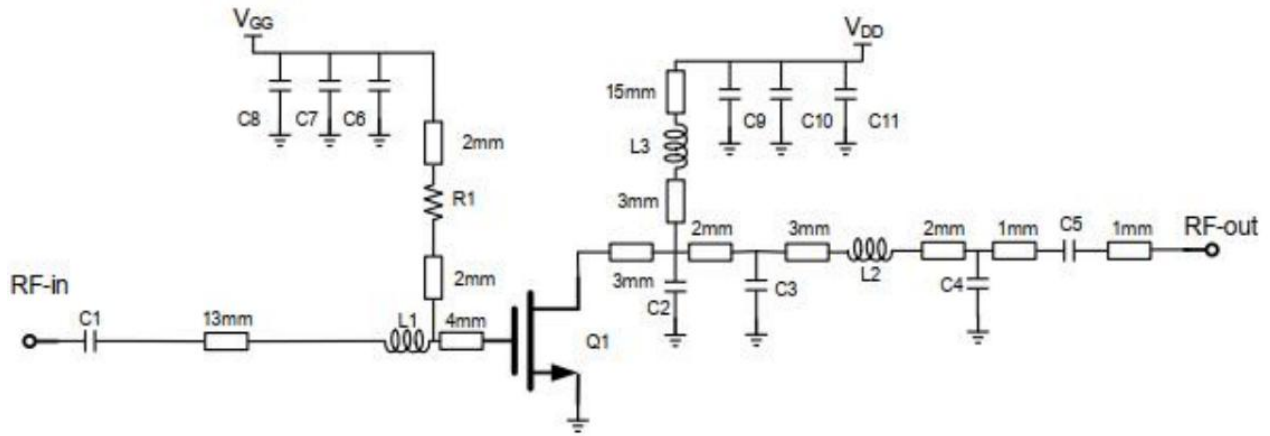 VGG
VDD
15mm
C8 C7 C6
C9 C10 C11
2mm
L3
R1
3mm
2mm 3mm 2mm 1mm C5 1mm RF-out
2mm
3mm C2 C3 L2 C4
RF-in
C1 13mm L1 4mm
Q1